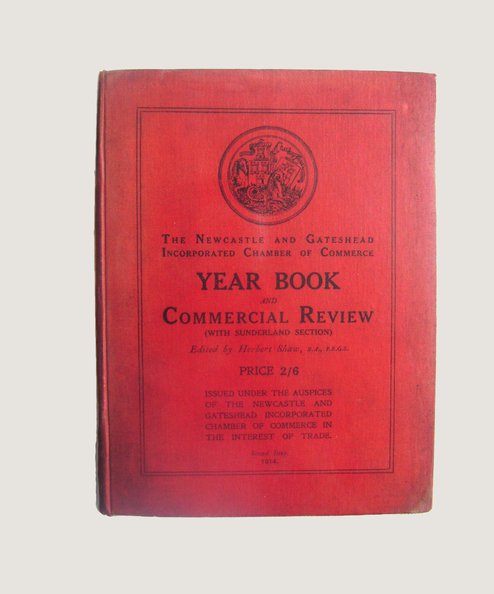 THE NEWCASTLE AND GATESHEAD
INCORPORATED CHAMBER OF COMMERCE
YEAR BOOK
AND
COMMERCIAL REVIEW
(WITH SUNDERLAND SECTION)
Edited by Herbert Shaw, B.A., F.R.G.S.
PRICE 2/6
ISSUED UNDER THE AUSPICES
OF THE NEWCASTLE AND
GATESHEAD INCORPORATED
CHAMBER OF COMMERCE IN
THE INTEREST OF TRADE.
1914.